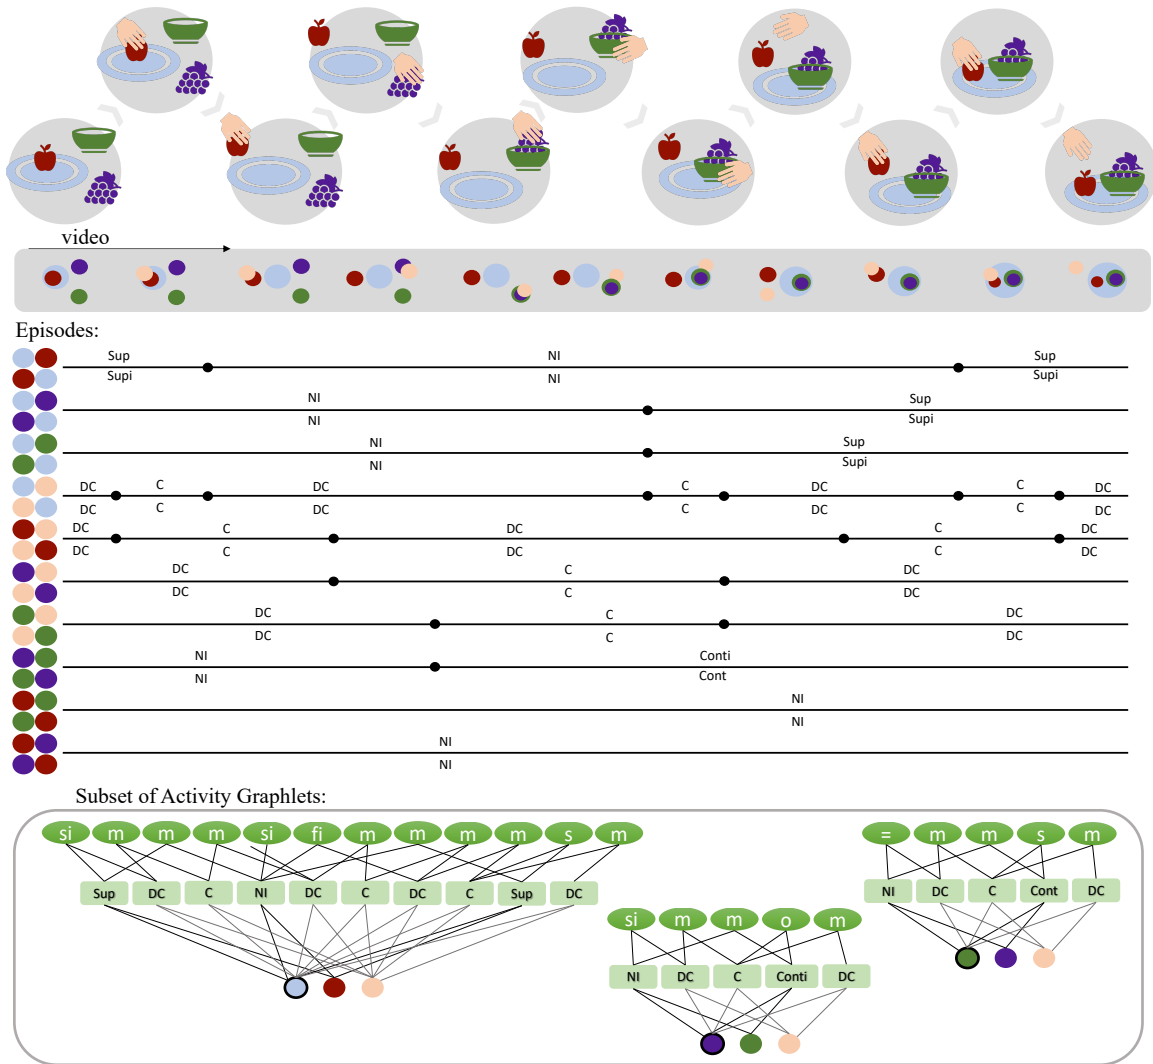 video
Episodes:
Sup NI Sup
Supi NI Supi
NI Sup
NI Supi
NI Sup
NI Supi
DC C DC C DC C DC
DC C DC C DC C DC
DC C DC C DC
DC C DC C DC
DC C DC
DC C DC
DC C DC
DC C DC
NI Conti
NI Cont
NI
NI
NI
NI
Subset of Activity Graphlets:
si m m m si fi m m m m s m
Sup DC C NI DC C DC C Sup DC
= m m s m
NI DC C Cont DC
si m m o m
NI DC C Conti DC